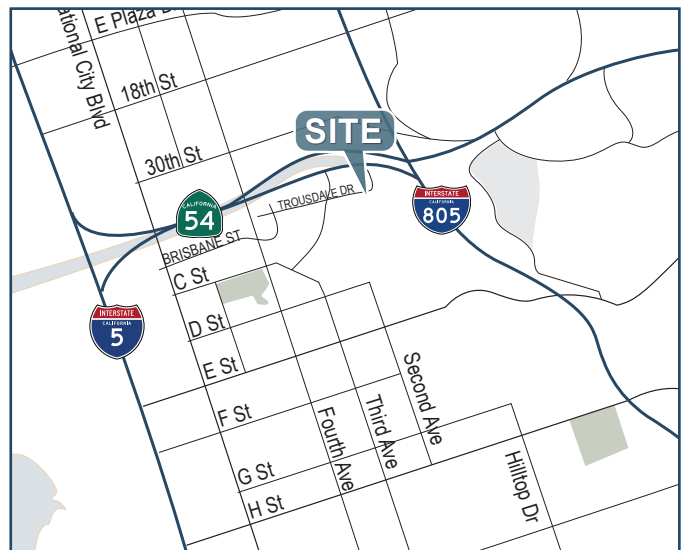 E Plaza B
ational City Blvd
18th St
SITE
30th St
TROUSDALE DR
CALIFORNIA
54
INTERSTATE
CALIFORNIA
805
BRISBANE ST
C St
INTERSTATE
CALIFORNIA
5
D St
E St
Second Ave
F St
Third Ave
Fourth Ave
G St
Hilltop Dr
H St